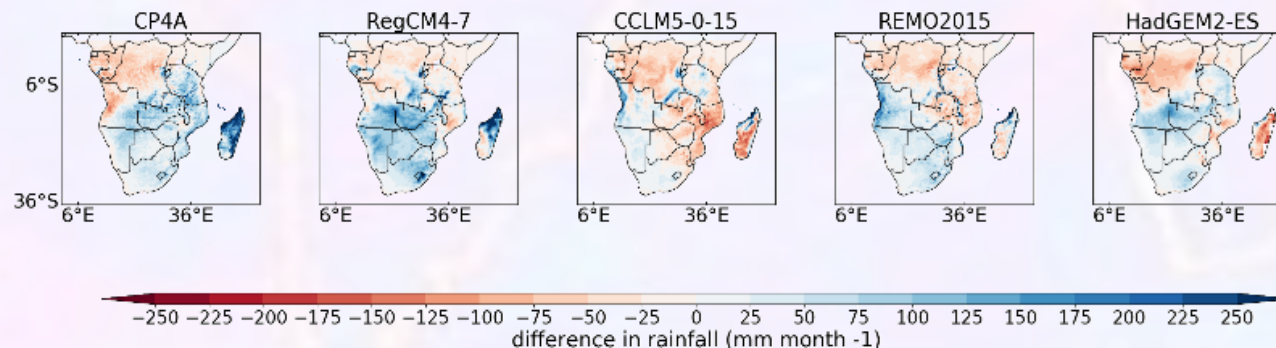 CP4A RegCM4-7 CCLM5-0-15 REMO2015 HadGEM2-ES
6°S
36°S
6°E 36°E 6°E 36°E 6°E 36°E 6°E 36°E 6°E 36°E
−250 −225 −200 −175 −150 −125 −100 −75 −50 −25 0 25 50 75 100 125 150 175 200 225 250
difference in rainfall (mm month -1)